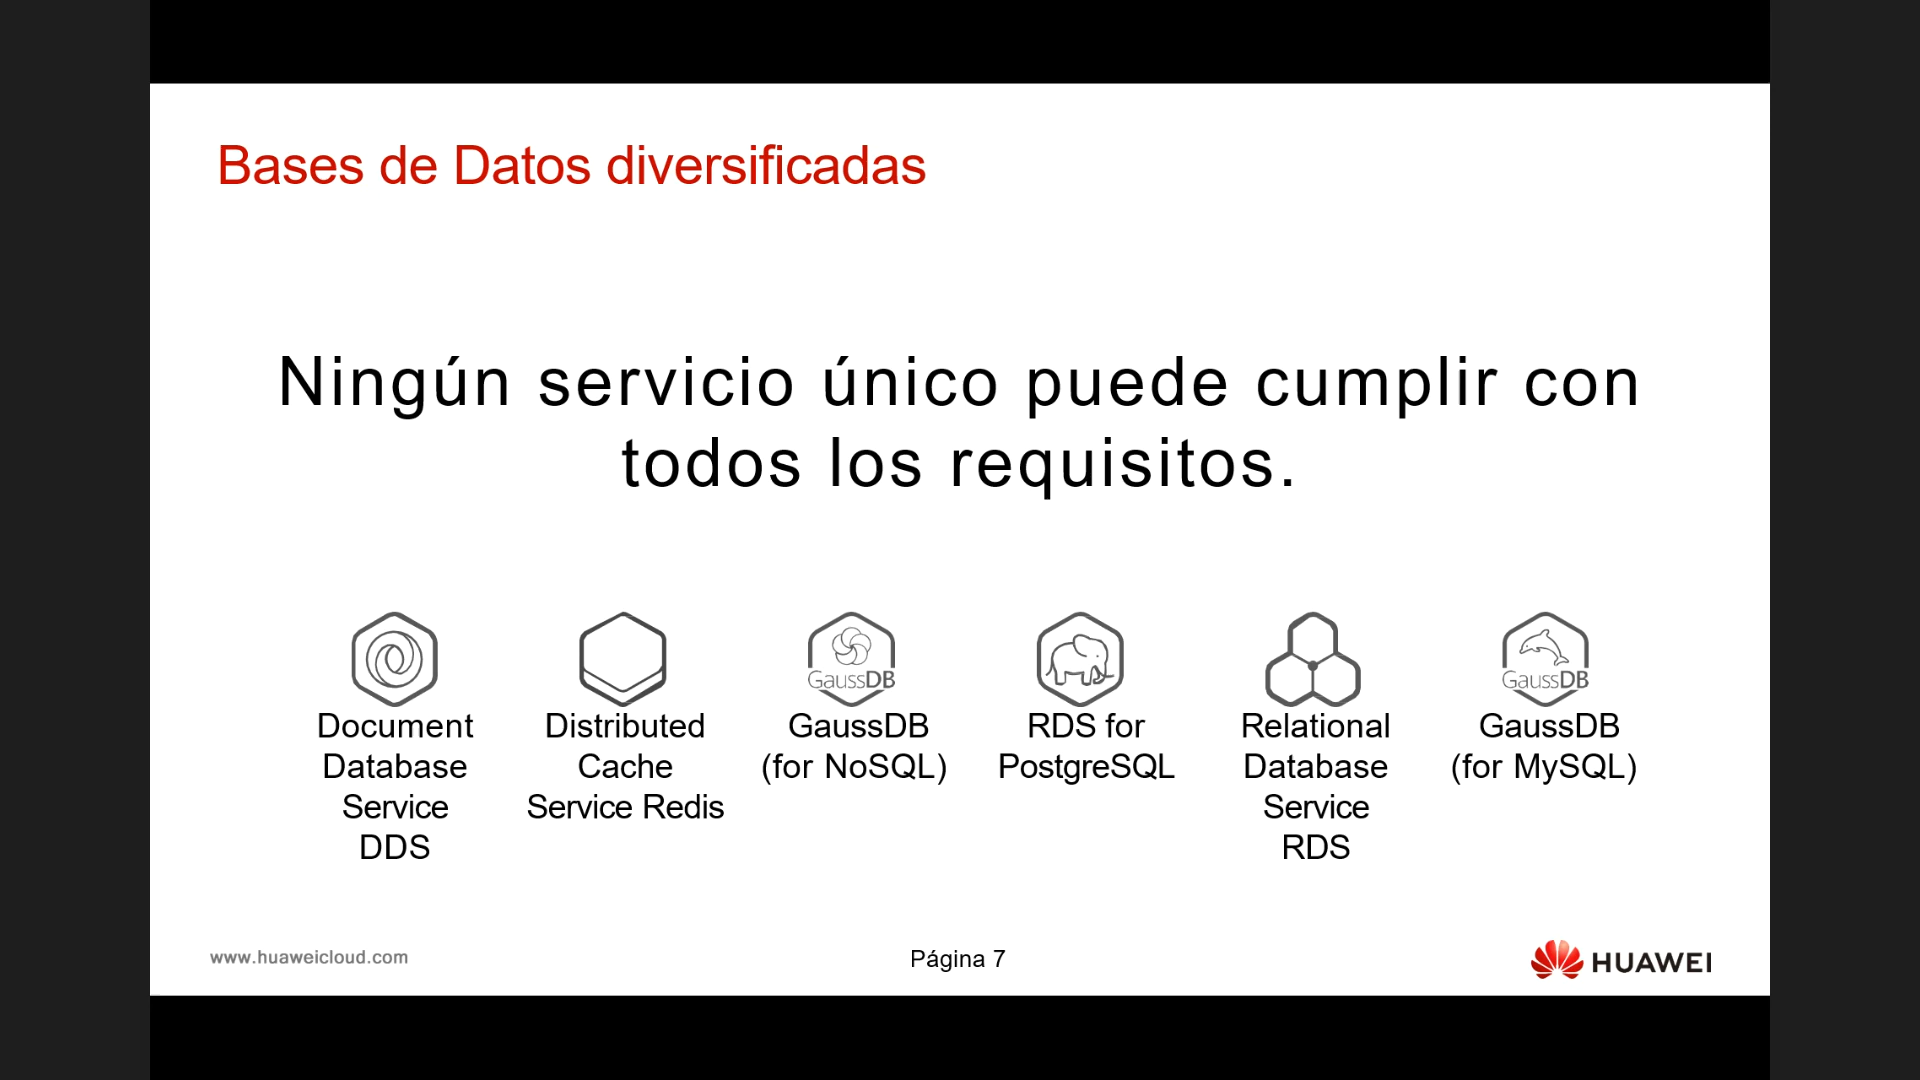 Bases de Datos diversificadas
Ningún servicio único puede cumplir con
todos los requisitos.
GaussDB
GaussDB
Document
Database
Service
DDS
Distributed
Cache
Service Redis
GaussDB
(for NoSQL)
RDS for
PostgreSQL
Relational
Database
Service
RDS
GaussDB
(for MySQL)
www.huaweicloud.com
Página 7
HUAWEI